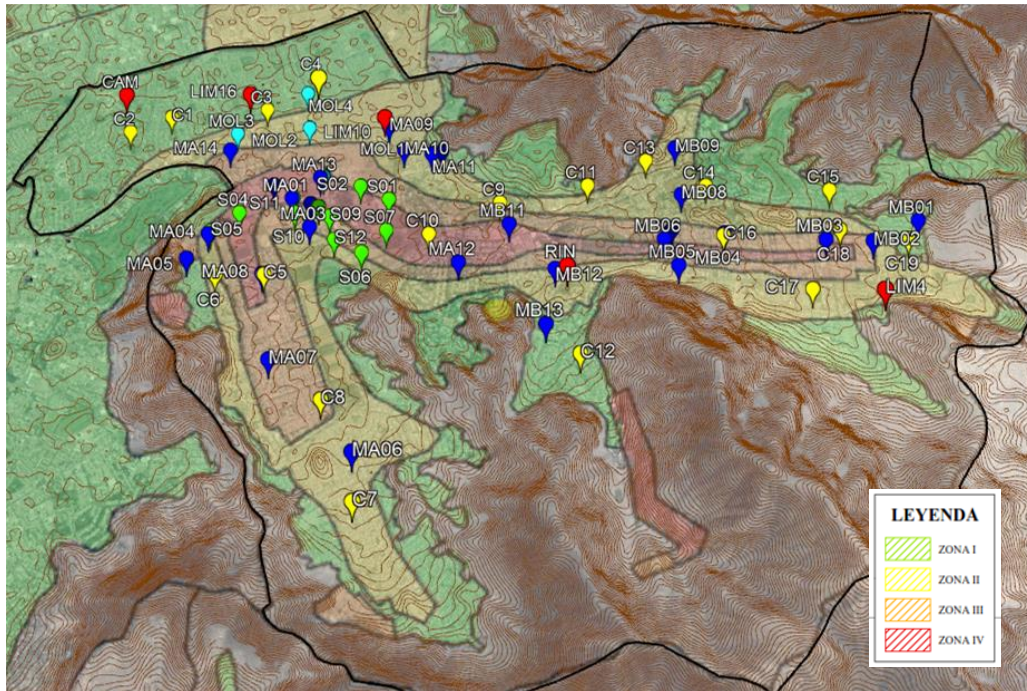 C4
CAM
LIM16
C3
MOL4
C2
C1
MOL3
MOL2
LIM10
MA09
MA14
MOL1
MA10
MA11
MA13
C13
MB09
C11
C14
C15
MA01
S02
S01
C9
MB08
S04
S11
MA03
S09
S07
MB11
MB01
MA04
S05
S10
S12
C10
MB06
C16
MB03
MB02
C18
MA05
MA08
C5
S06
MA12
RIN
MB12
MB05
MB04
C19
C6
C17
LIM4
MB13
C12
MA07
C8
MA06
C7
LEYENDA
ZONA I
ZONA II
ZONA III
ZONA IV